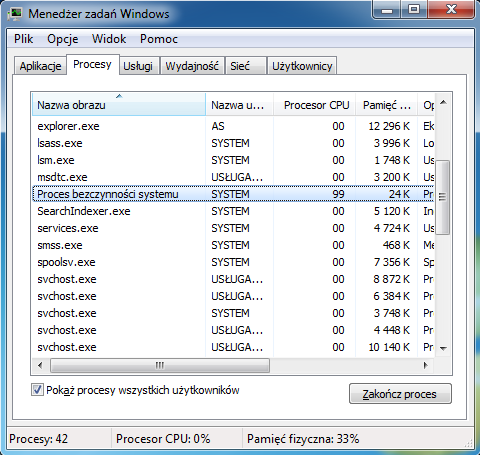 Menedżer zadań Windows
Plik Opcje Widok Pomoc
Aplikacje Procesy Usługi Wydajność Sieć Użytkownicy
Nazwa obrazu Nazwa u... Procesor CPU Pamięć ... Op
explorer.exe AS 00 12 296 K Ek
lsass.exe SYSTEM 00 3 996 K Lo
lsm.exe SYSTEM 00 1 748 K Us
msdtc.exe USŁUGA... 00 3 200 K Us
Proces bezczynności systemu SYSTEM 99 24 K Pr
SearchIndexer.exe SYSTEM 00 5 120 K In
services.exe SYSTEM 00 4 724 K Us
smss.exe SYSTEM 00 468 K Me
spoolsv.exe SYSTEM 00 7 356 K Sp
svchost.exe USŁUGA... 00 8 872 K Pr
svchost.exe USŁUGA... 00 6 384 K Pr
svchost.exe SYSTEM 00 3 748 K Pr
svchost.exe USŁUGA... 00 4 448 K Pr
svchost.exe USŁUGA... 00 10 140 K Pr
Pokaż procesy wszystkich użytkowników
Zakończ proces
Procesy: 42 Procesor CPU: 0% Pamięć fizyczna: 33%